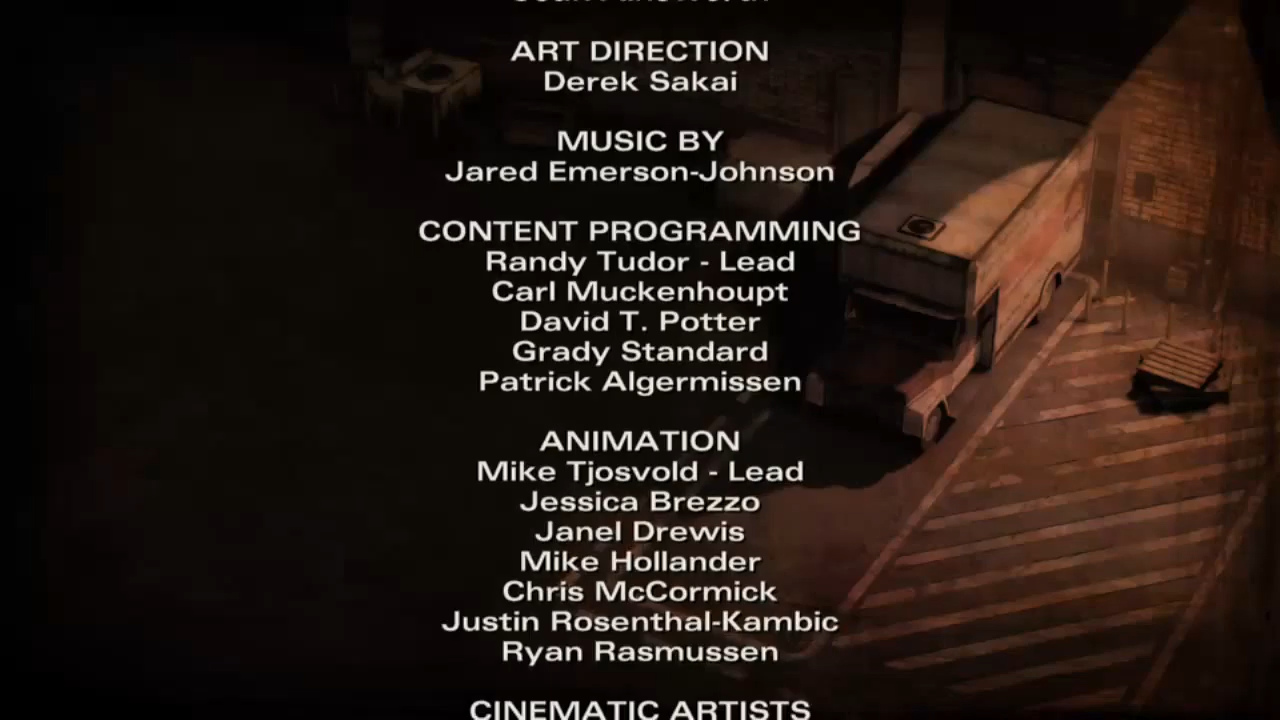 ART DIRECTION
Derek Sakai
MUSIC BY
Jared Emerson-Johnson
CONTENT PROGRAMMING
Randy Tudor - Lead
Carl Muckenhoupt
David T. Potter
Grady Standard
Patrick Algermissen
ANIMATION
Mike Tjosvold - Lead
Jessica Brezzo
Janel Drewis
Mike Hollander
Chris McCormick
Justin Rosenthal-Kambic
Ryan Rasmussen
CINEMATIC ARTISTS